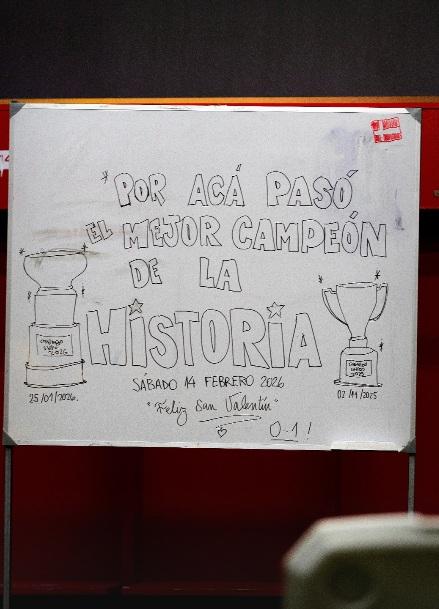 POR ACÁ PASÓ
EL MEJOR CAMPEÓN
DE LA
HISTORIA
SÁBADO 14 FEBRERO 2026
"Feliz San Valentín"
0-1!
25/01/2026.
02/11/2025